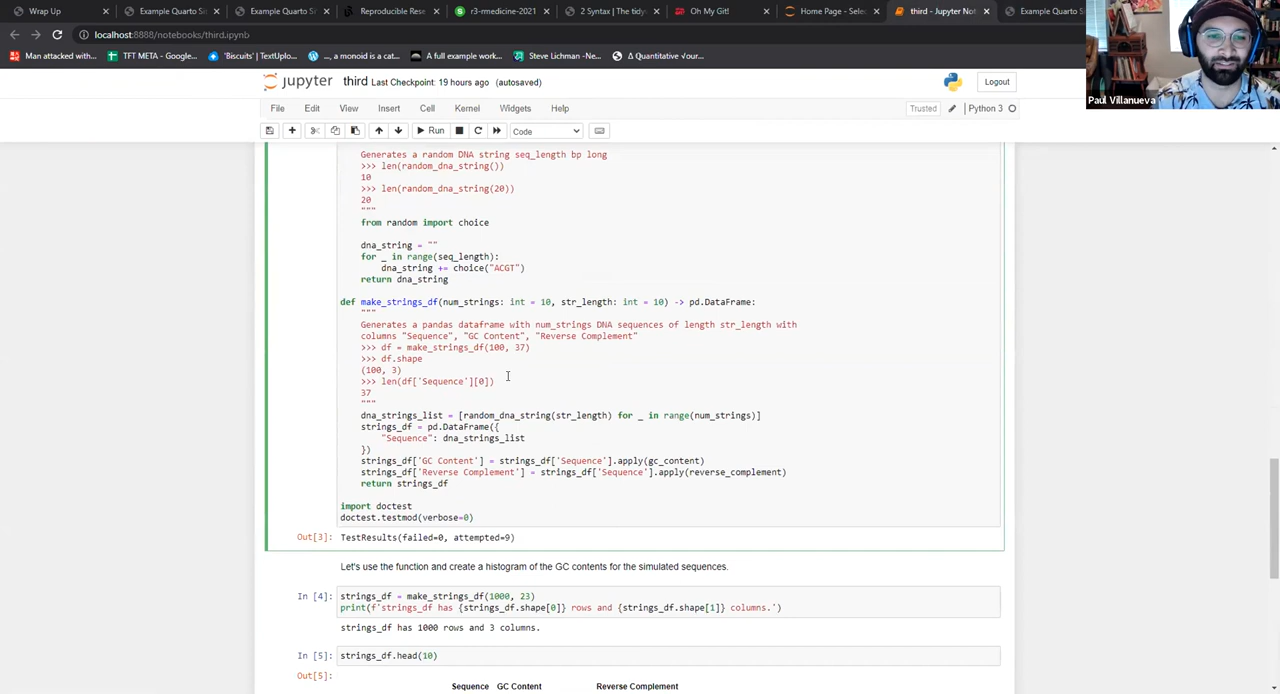 Wrap Up
Example Quarto Si
Example Quarto Sl
Reproducible Rese
r3-medicine-2021
2 Syntax | The tidy
Oh My Git!
Home Page - Selec
third - Jupyter Not
Example Quarto S
localhost:8888/notebooks/third.ipynb
Man attacked with...
TFT META - Google...
'Biscuits' | TextUplo...
..., a monoid is a cat...
A full example work...
Steve Lichman -Ne...
Δ Quantitative √our...
Paul Villanueva
jupyter third Last Checkpoint: 19 hours ago (autosaved)
Logout
File Edit View Insert Cell Kernel Widgets Help
Trusted
Python 3
Run
Code
Generates a random DNA string seq_length bp long
>>> len(random_dna_string())
10
>>> len(random_dna_string(20))
20
"""
from random import choice
dna_string = ""
for _ in range(seq_length):
dna_string += choice("ACGT")
return dna_string
def make_strings_df(num_strings: int = 10, str_length: int = 10) -> pd.DataFrame:
"""
Generates a pandas dataframe with num_strings DNA sequences of length str_length with
columns "Sequence", "GC Content", "Reverse Complement"
>>> df = make_strings_df(100, 37)
>>> df.shape
(100, 3)
>>> len(df['Sequence'][0])
37
"""
dna_strings_list = [random_dna_string(str_length) for _ in range(num_strings)]
strings_df = pd.DataFrame({
"Sequence": dna_strings_list
})
strings_df['GC Content'] = strings_df['Sequence'].apply(gc_content)
strings_df['Reverse Complement'] = strings_df['Sequence'].apply(reverse_complement)
return strings_df
import doctest
doctest.testmod(verbose=0)
Out[3]: TestResults(failed=0, attempted=9)
Let's use the function and create a histogram of the GC contents for the simulated sequences.
In [4]: strings_df = make_strings_df(1000, 23)
print(f'strings_df has {strings_df.shape[0]} rows and {strings_df.shape[1]} columns.')
strings_df has 1000 rows and 3 columns.
In [5]: strings_df.head(10)
Out[5]:
Sequence GC Content Reverse Complement